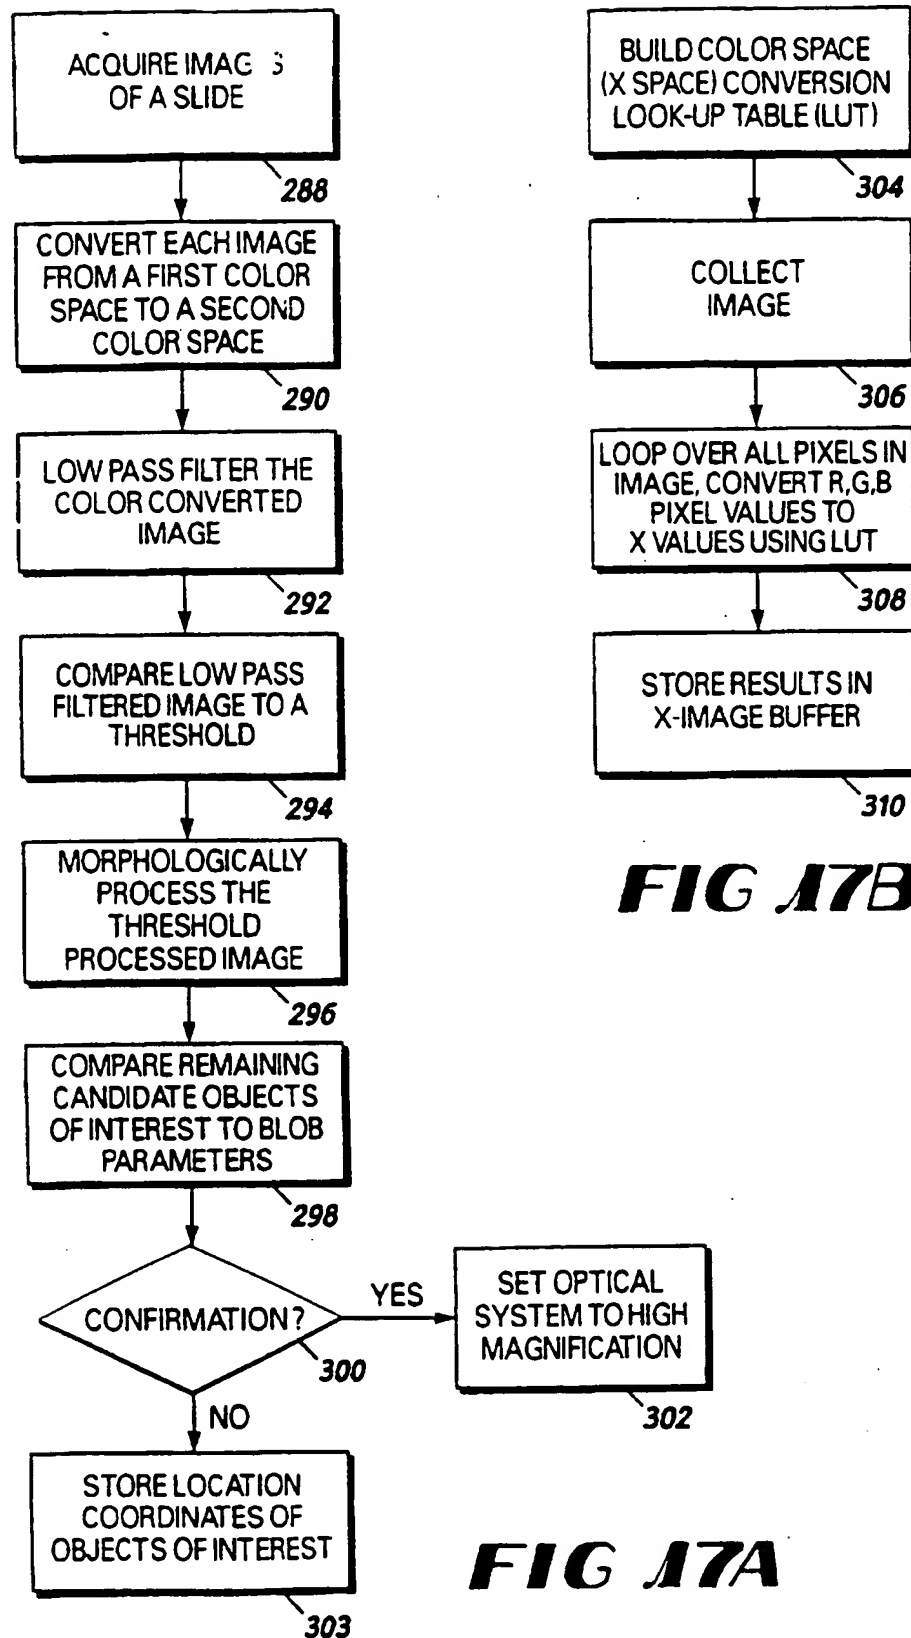 ACQUIRE IMAG S
OF A SLIDE
288
CONVERT EACH IMAGE
FROM A FIRST COLOR
SPACE TO A SECOND
COLOR SPACE
290
LOW PASS FILTER THE
COLOR CONVERTED
IMAGE
292
COMPARE LOW PASS
FILTERED IMAGE TO A
THRESHOLD
294
MORPHOLOGICALLY
PROCESS THE
THRESHOLD
PROCESSED IMAGE
296
COMPARE REMAINING
CANDIDATE OBJECTS
OF INTEREST TO BLOB
PARAMETERS
298
CONFIRMATION?
300
YES
SET OPTICAL
SYSTEM TO HIGH
MAGNIFICATION
302
NO
STORE LOCATION
COORDINATES OF
OBJECTS OF INTEREST
303
FIG 17A
BUILD COLOR SPACE
(X SPACE) CONVERSION
LOOK-UP TABLE (LUT)
304
COLLECT
IMAGE
306
LOOP OVER ALL PIXELS IN
IMAGE, CONVERT R,G,B
PIXEL VALUES TO
X VALUES USING LUT
308
STORE RESULTS IN
X-IMAGE BUFFER
310
FIG 17B